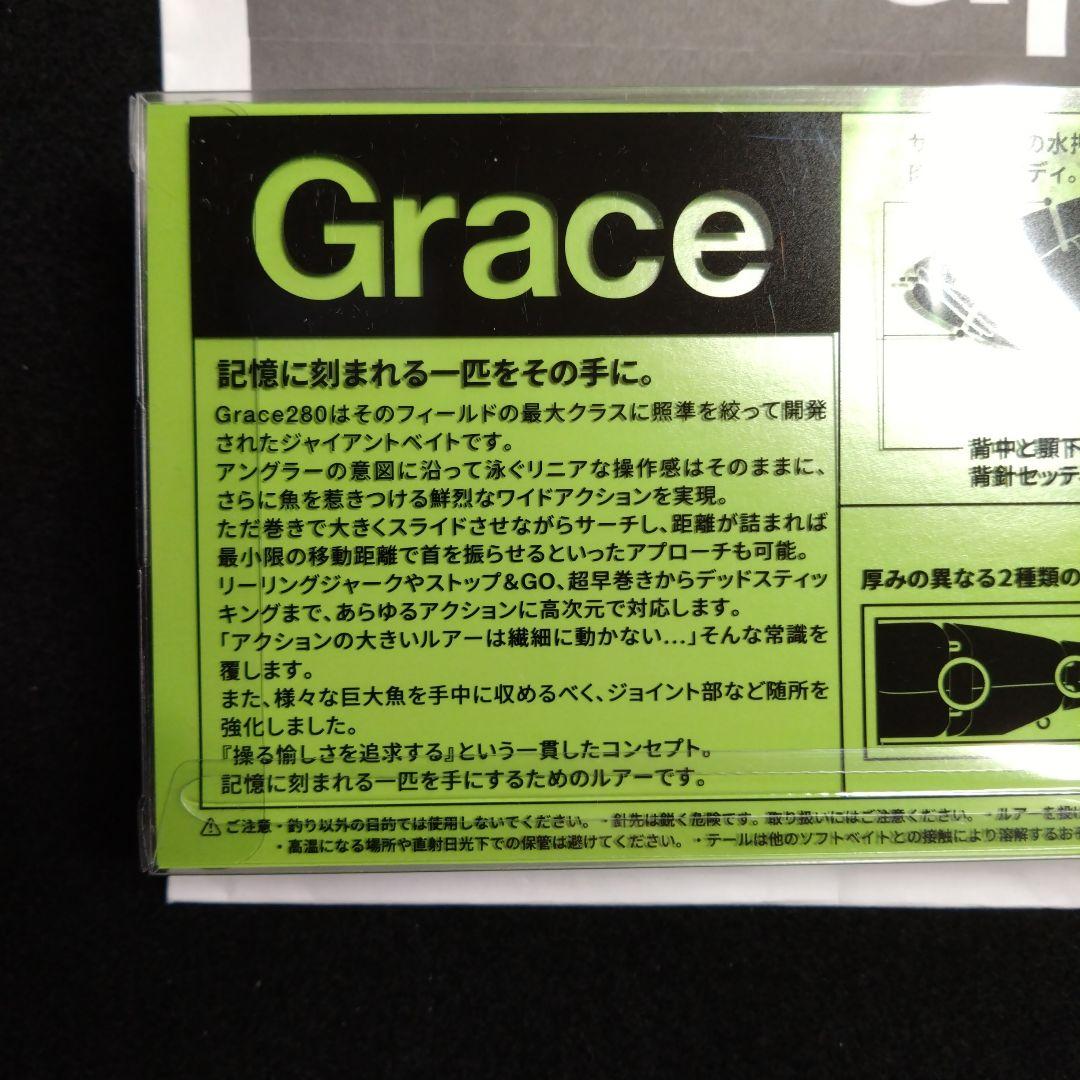 Grace
記憶に刻まれる一匹をその手に。
Grace280はそのフィールドの最大クラスに照準を絞って開発
されたジャイアントベイトです。
アングラーの意図に沿って泳ぐリニアな操作感はそのままに、
さらに魚を惹きつける鮮烈なワイドアクションを実現。
ただ巻きで大きくスライドさせながらサーチし、距離が詰まれば
最小限の移動距離で首を振らせるといったアプローチも可能。
リーリングジャークやストップ&GO、超早巻きからデッドスティッ
キングまで、あらゆるアクションに高次元で対応します。
「アクションの大きいルアーは繊細に動かない…」そんな常識を
覆します。
また、様々な巨大魚を手中に収めるべく、ジョイント部など随所を
強化しました。
『操る愉しさを追求する』という一貫したコンセプト。
記憶に刻まれる一匹を手にするためのルアーです。
の水押
ディ。
背中と顎下
背針セッテ
厚みの異なる2種類の
⚠ご注意・釣り以外の目的では使用しないでください。・針先は鋭く危険です。取り扱いにはご注意ください。・ルアーを投げ
・高温になる場所や直射日光下での保管は避けてください。・テールは他のソフトベイトとの接触により溶解するおそ